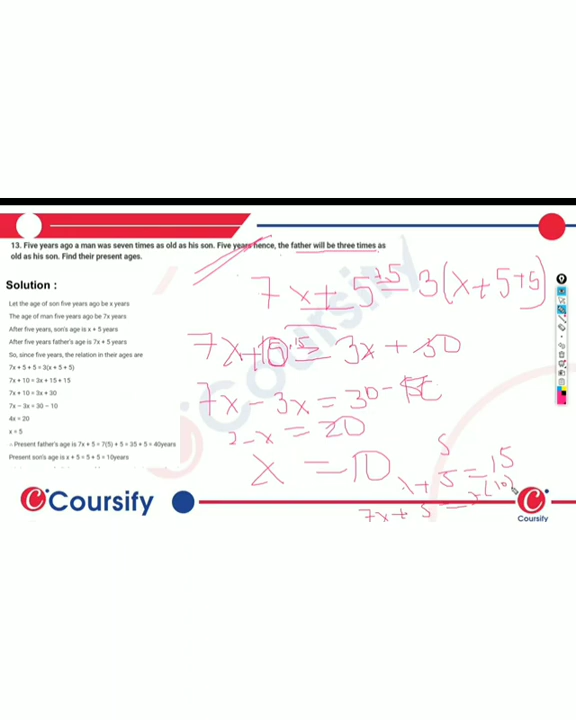 13. Five years ago a man was seven times as old as his son. Five years hence, the father will be three times as
old as his son. Find their present ages.
Solution :
Let the age of son five years ago be x years
The age of man five years ago be 7x years
After five years, son's age is x + 5 years
After five years father's age is 7x + 5 years
So, since five years, the relation in their ages are
7x + 5 + 5 = 3(x + 5 + 5)
7x + 10 = 3x + 15 + 15
7x + 10 = 3x + 30
7x – 3x = 30 – 10
4x = 20
x = 5
∴ Present father's age is 7x + 5 = 7(5) + 5 = 35 + 5 = 40years
Present son's age is x + 5 = 5 + 5 = 10years
7x + 5 + 5 = 3(x + 5 + 5)
= 3x + 30
7x - 3x = 30 -
= 20
x = 10
5
x + 5 = 15
7x + 5 =
Coursify
Coursify